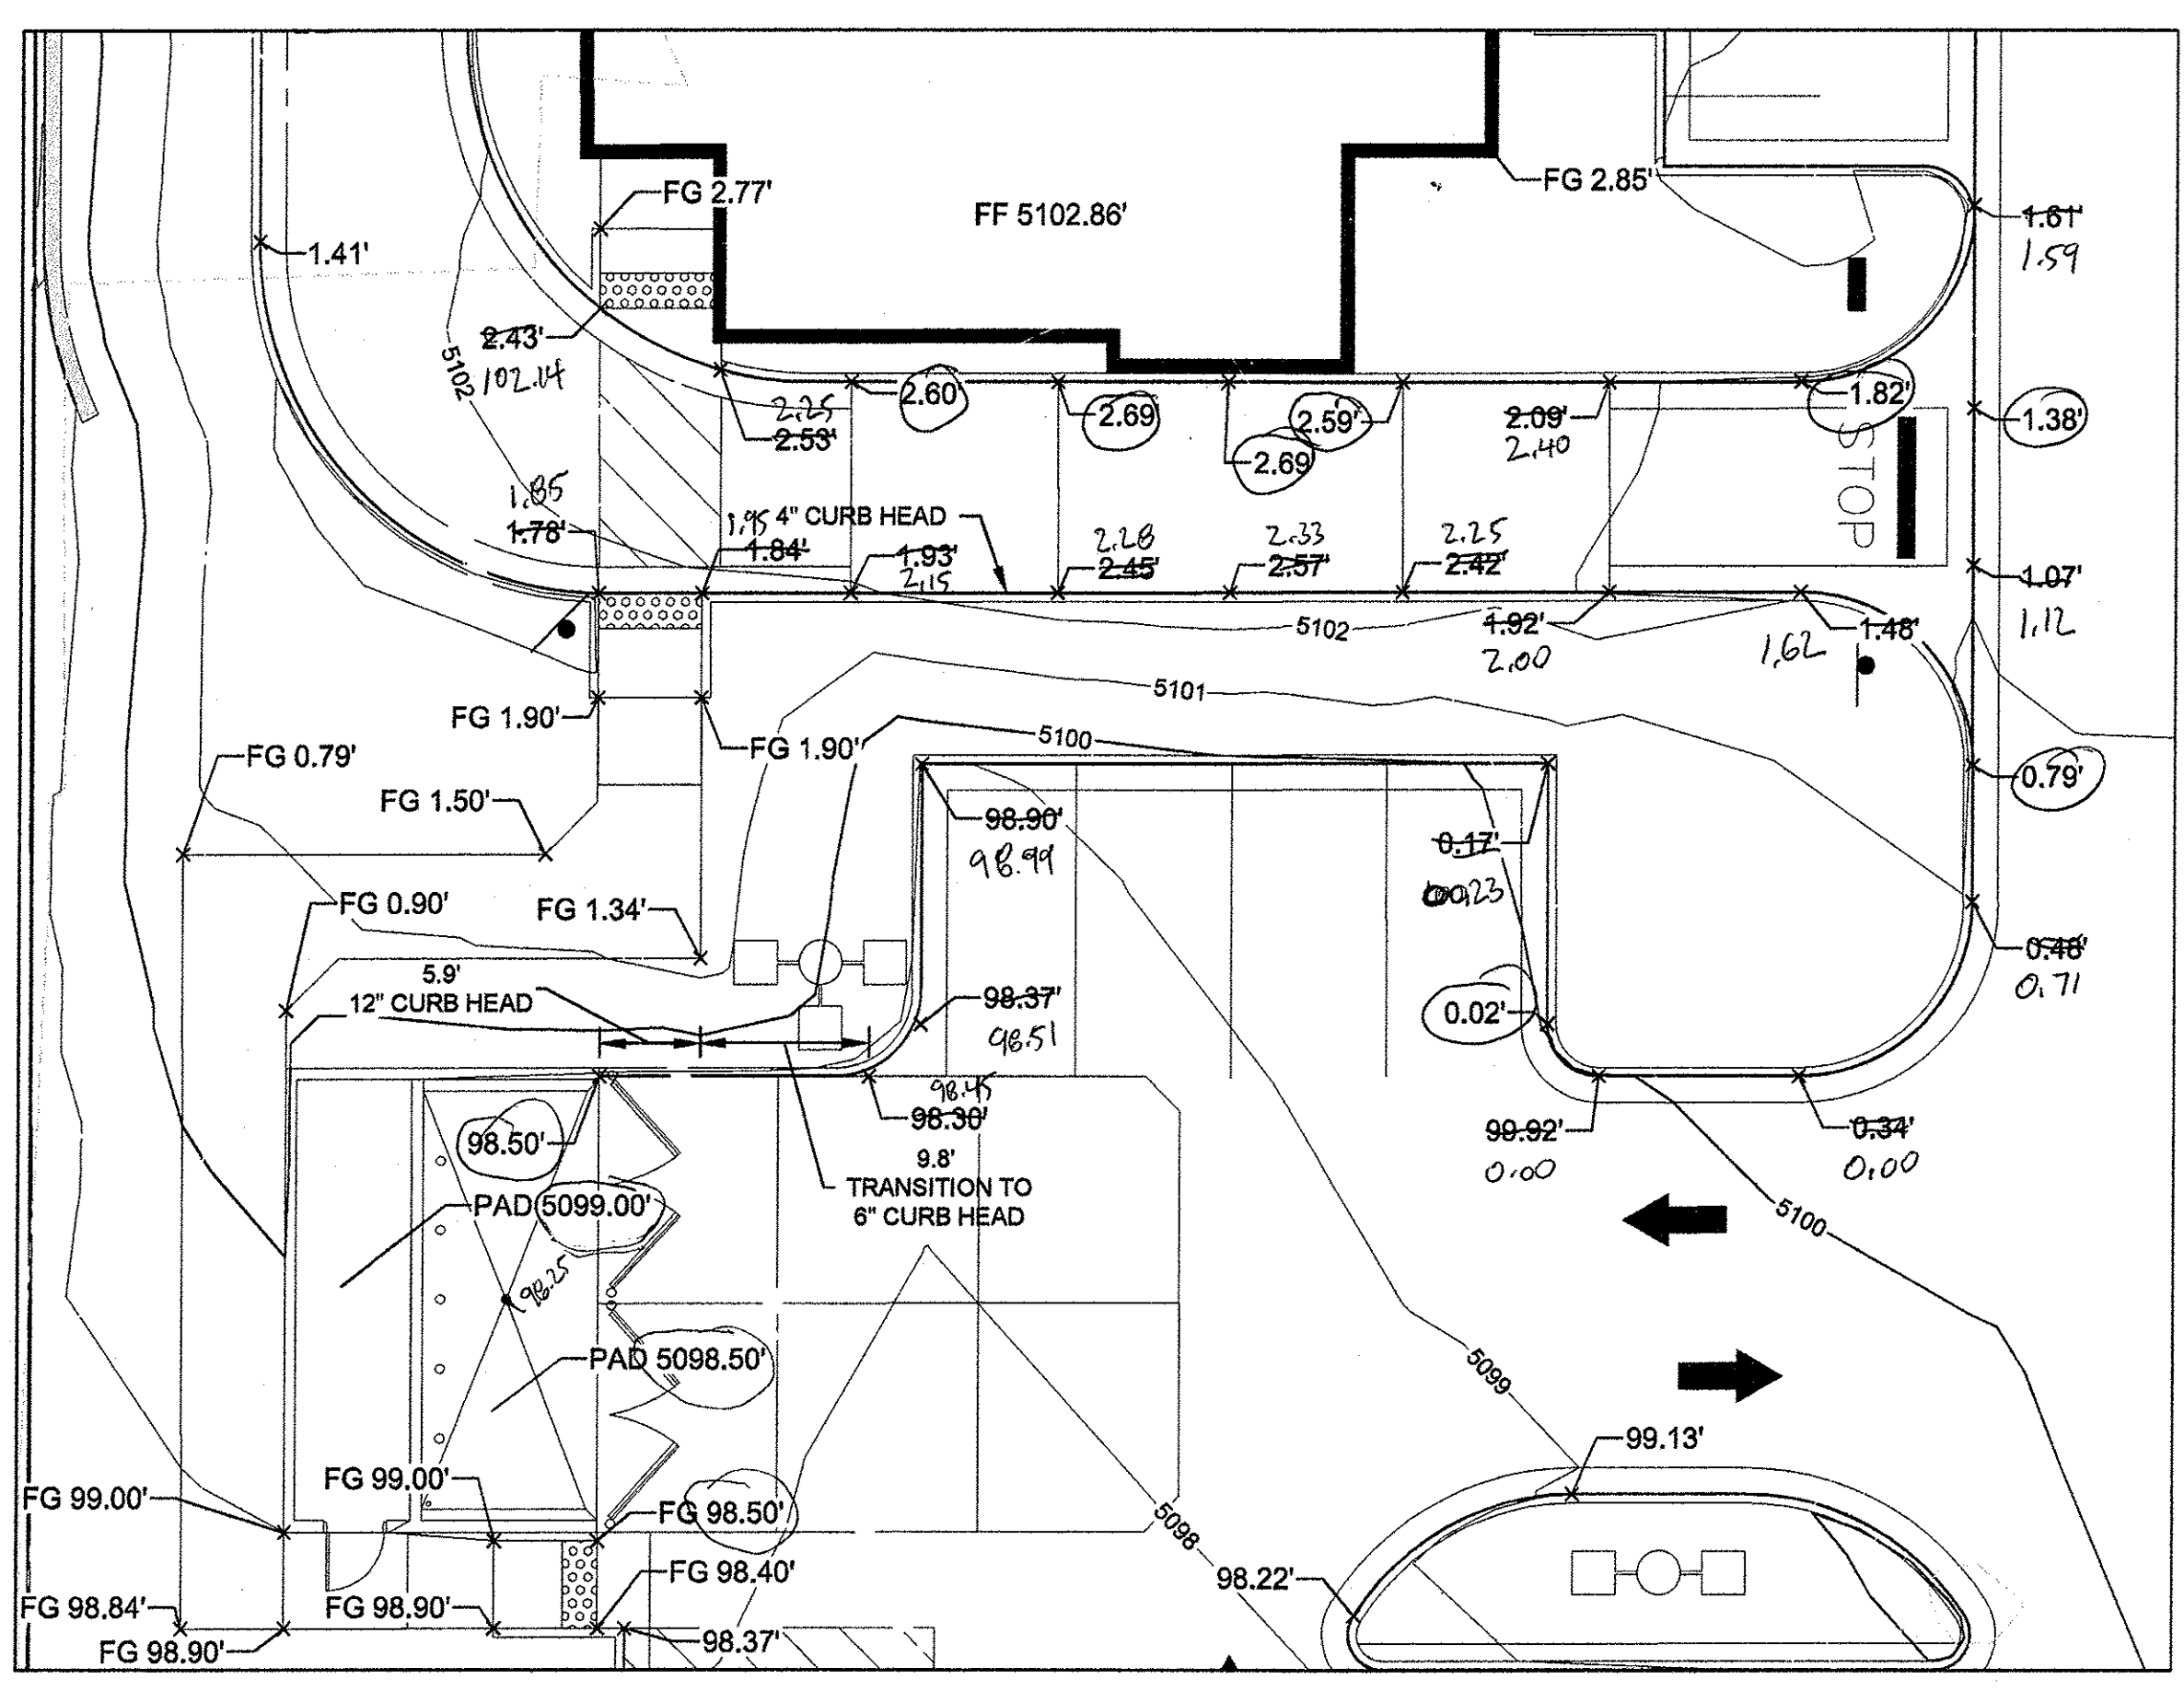 FG 2.77'
FG 2.85'
FF 5102.86'
1.61'
1.59
1.41'
2.43'
102.14
5102
2.60'
2.69
2.59'
2.69
2.09'
2.40
1.82'
1.38'
STOP
2.25
2.53'
1.85
1.78'
1.95
4" CURB HEAD
1.84'
1.93'
2.15
2.28
2.45'
2.33
2.57'
2.25
2.42'
1.07'
1.12
5102
1.92'
2.00
1.48'
1.62
5101
FG 1.90'
FG 1.90'
5100
FG 0.79'
0.79'
FG 1.50'
98.90'
98.99
0.17'
100.23
FG 0.90'
FG 1.34'
0.48'
0.71
5.9'
12" CURB HEAD
98.37'
98.51
0.02'
98.45
98.30'
98.50'
99.92'
0.00
0.34'
0.00
9.8'
TRANSITION TO
6" CURB HEAD
PAD 5099.00'
5100
98.25
PAD 5098.50'
5099
99.13'
FG 99.00'
FG 99.00'
FG 98.50'
5098
FG 98.40'
98.22'
FG 98.84'
FG 98.90'
FG 98.90'
98.37'